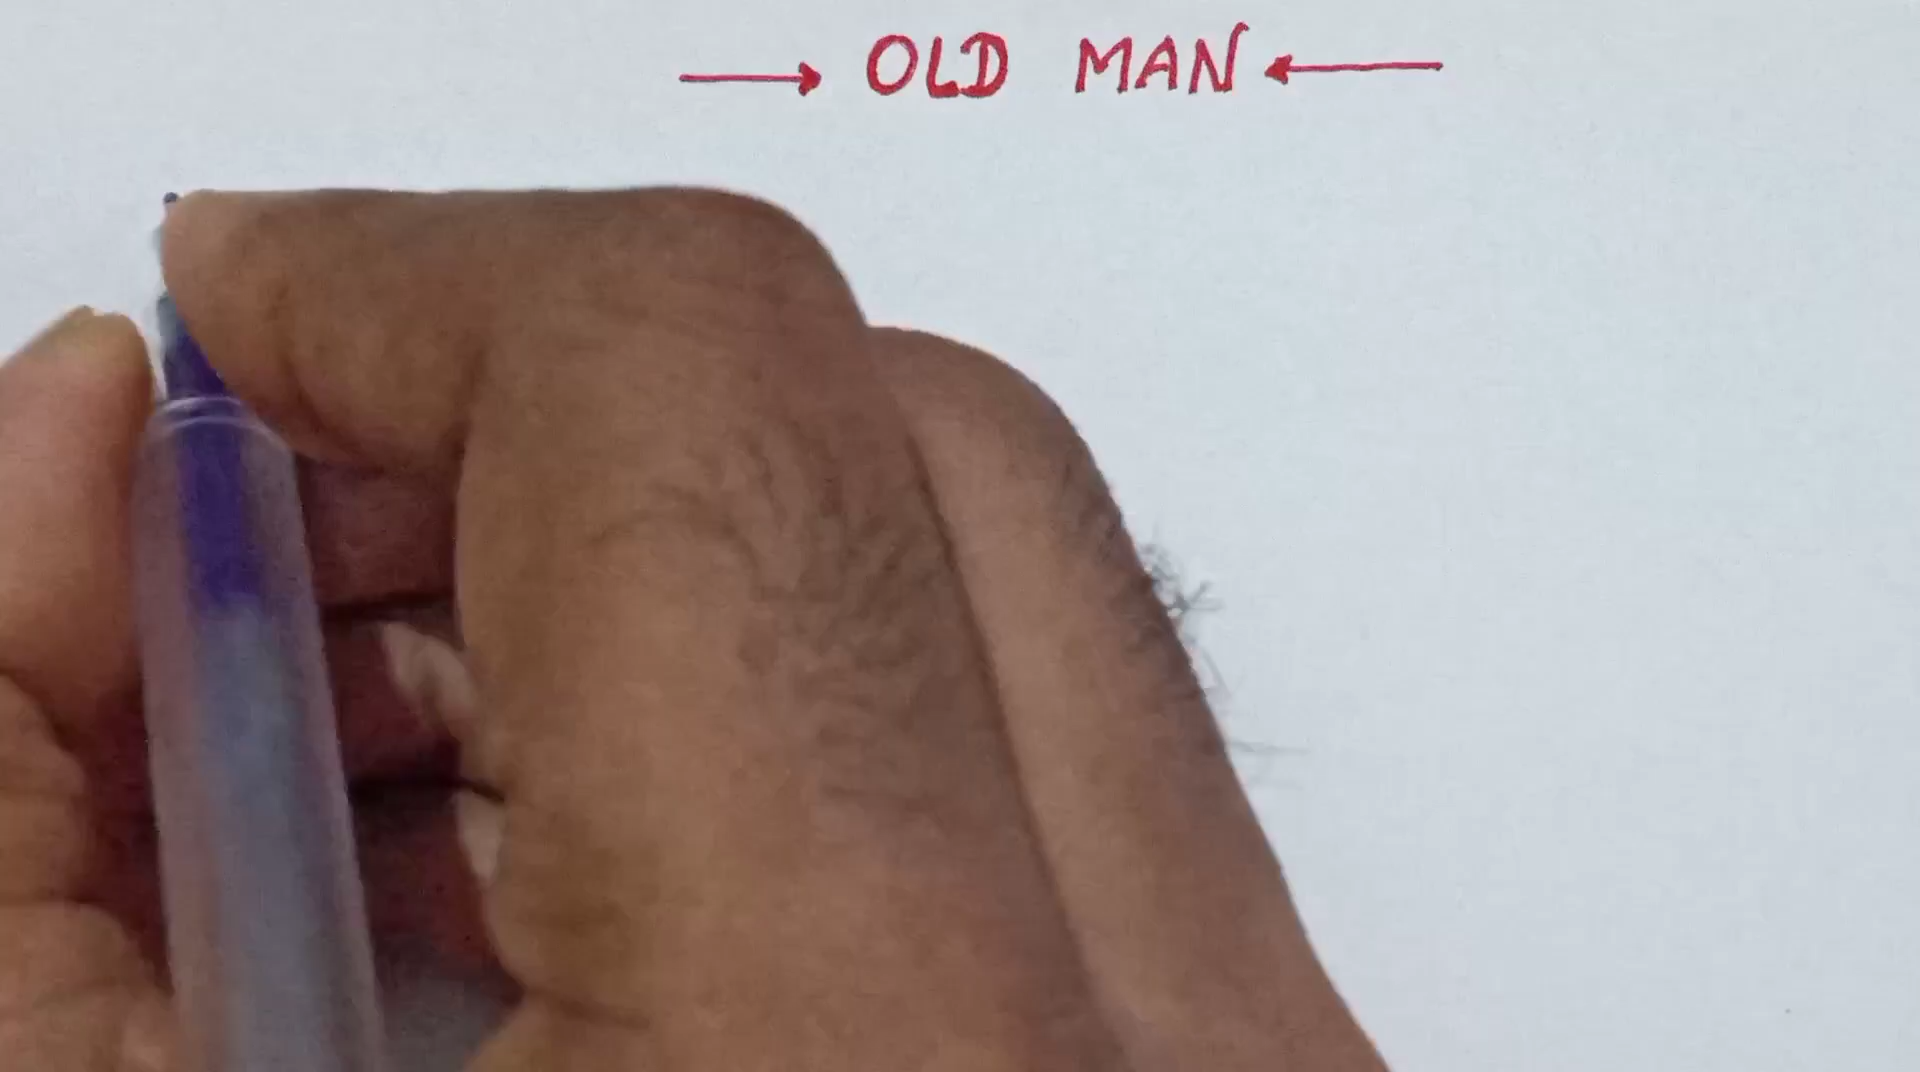 → OLD MAN ←